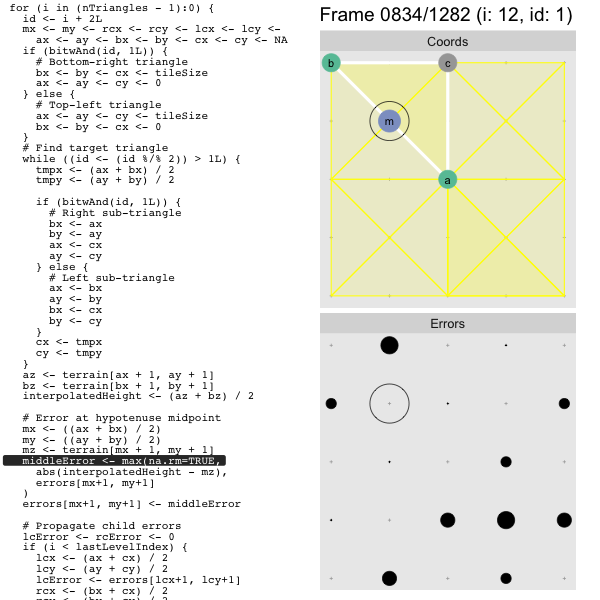 for (i in (nTriangles - 1):0) {
id <- i + 2L
mx <- my <- rcx <- rcy <- lcx <- lcy <-
ax <- ay <- bx <- by <- cx <- cy <- NA
if (bitwAnd(id, 1L)) {
# Bottom-right triangle
bx <- by <- cx <- tileSize
ax <- ay <- cy <- 0
} else {
# Top-left triangle
ax <- ay <- cy <- tileSize
bx <- by <- cx <- 0
}
# Find target triangle
while ((id <- (id %/% 2)) > 1L) {
tmpx <- (ax + bx) / 2
tmpy <- (ay + by) / 2
if (bitwAnd(id, 1L)) {
# Right sub-triangle
bx <- ax
by <- ay
ax <- cx
ay <- cy
} else {
# Left sub-triangle
ax <- bx
ay <- by
bx <- cx
by <- cy
}
cx <- tmpx
cy <- tmpy
}
az <- terrain[ax + 1, ay + 1]
bz <- terrain[bx + 1, by + 1]
interpolatedHeight <- (az + bz) / 2
# Error at hypotenuse midpoint
mx <- ((ax + bx) / 2)
my <- ((ay + by) / 2)
mz <- terrain[mx + 1, my + 1]
middleError <- max(na.rm=TRUE,
abs(interpolatedHeight - mz),
errors[mx+1, my+1]
)
errors[mx+1, my+1] <- middleError
# Propagate child errors
lcError <- rcError <- 0
if (i < lastLevelIndex) {
lcx <- (ax + cx) / 2
lcy <- (ay + cy) / 2
lcError <- errors[lcx+1, lcy+1]
rcx <- (bx + cx) / 2
Frame 0834/1282 (i: 12, id: 1)
Coords
b
c
m
a
Errors